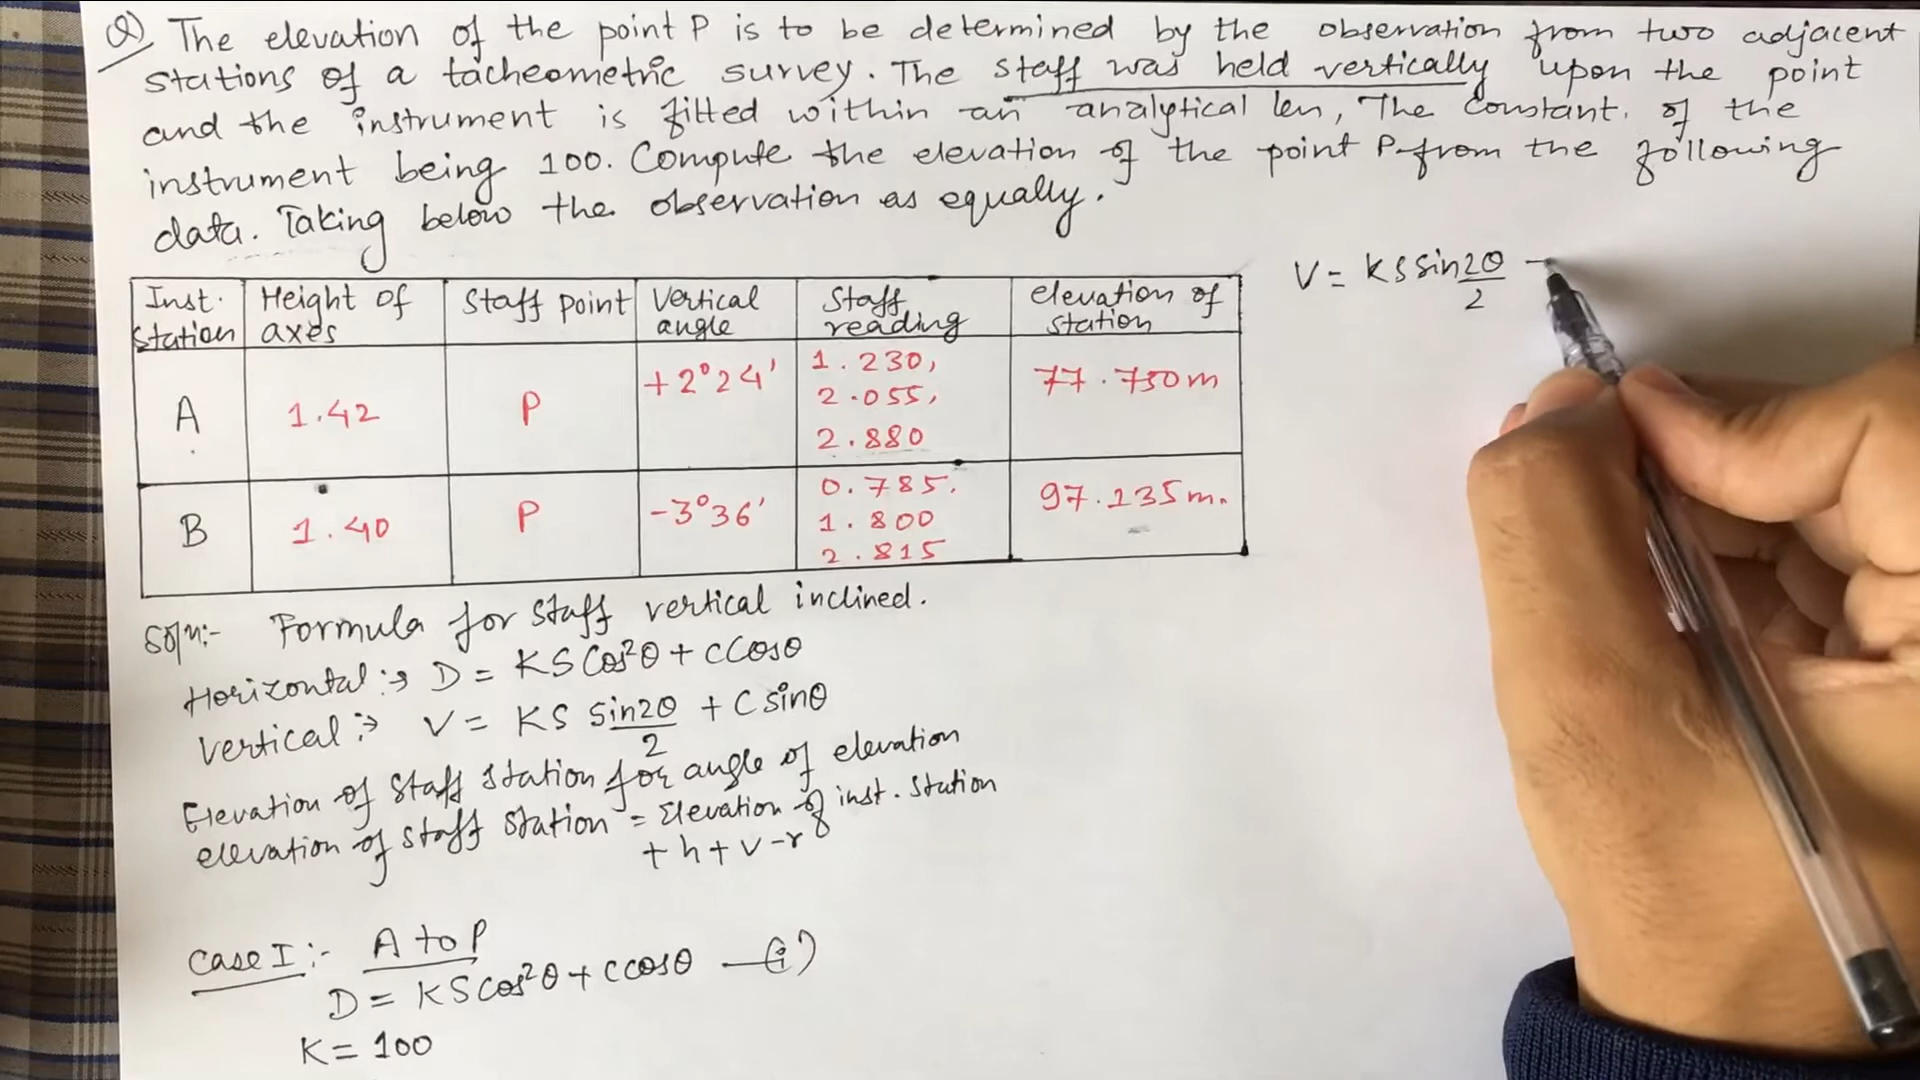 Q) The elevation of the point P is to be determined by the observation from two adjacent
stations of a tacheometric survey. The staff was held vertically upon the point
and the instrument is fitted within an analytical len, The constant. of the
instrument being 100. Compute the elevation of the point P from the following
data. Taking below the observation as equally.
V = KS sin2θ/2 -
Inst. station | Height of axes | Staff point | Vertical angle | Staff reading | elevation of station
A | 1.42 | P | +2°24' | 1.230, 2.055, 2.880 | 77.750m
B | 1.40 | P | -3°36' | 0.785, 1.800 2.815 | 97.135m.
Solⁿ:- Formula for staff vertical inclined.
Horizontal :→ D = KS Cos²θ + C Cosθ
Vertical :→ V = KS Sin2θ/2 + C sinθ
Elevation of Staff station for angle of elevation
elevation of staff station = Elevation of inst. station
+ h + v - r
Case I :- A to P
D = KS cos²θ + C cosθ —(i)
K = 100